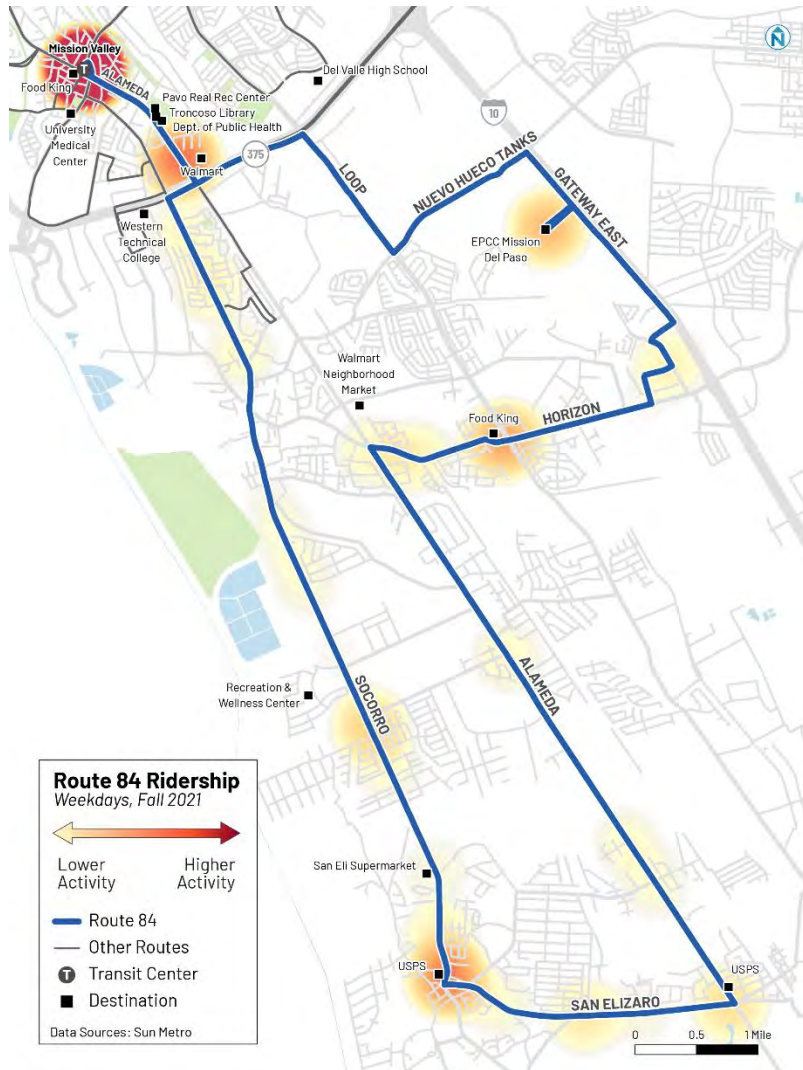 N
Mission Valley
T
Food King
ALAMEDA
University
Medical
Center
Pavo Real Rec Center
Troncoso Library
Dept. of Public Health
Del Valle High School
Walmart
375
10
LOOP
NUEVO HUECO TANKS
GATEWAY EAST
EPCC Mission
Del Paso
Western
Technical
College
Walmart
Neighborhood
Market
Food King
HORIZON
ALAMEDA
Recreation &
Wellness Center
SOCORRO
San Eli Supermarket
USPS
USPS
SAN ELIZARO
Route 84 Ridership
Weekdays, Fall 2021
Lower
Activity
Higher
Activity
Route 84
Other Routes
T Transit Center
Destination
Data Sources: Sun Metro
0 0.5 1 Mile